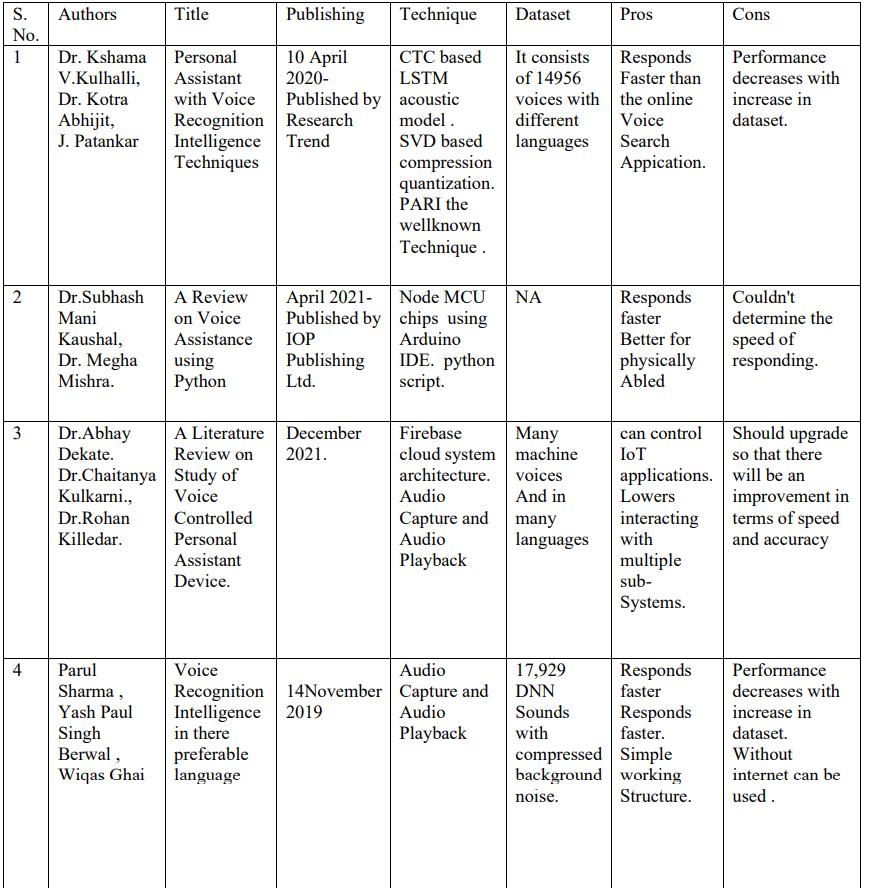 S. No.
Authors
Title
Publishing
Technique
Dataset
Pros
Cons
1
Dr. Kshama
V.Kulhalli,
Dr. Kotra
Abhijit,
J. Patankar
Personal
Assistant
with Voice
Recognition
Intelligence
Techniques
10 April
2020-
Published by
Research
Trend
CTC based
LSTM
acoustic
model .
SVD based
compression
quantization.
PARI the
wellknown
Technique .
It consists
of 14956
voices with
different
languages
Responds
Faster than
the online
Voice
Search
Appication.
Performance
decreases with
increase in
dataset.
2
Dr.Subhash
Mani
Kaushal,
Dr. Megha
Mishra.
A Review
on Voice
Assistance
using
Python
April 2021-
Published by
IOP
Publishing
Ltd.
Node MCU
chips using
Arduino
IDE. python
script.
NA
Responds
faster
Better for
physically
Abled
Couldn't
determine the
speed of
responding.
3
Dr.Abhay
Dekate.
Dr.Chaitanya
Kulkarni.,
Dr.Rohan
Killedar.
A Literature
Review on
Study of
Voice
Controlled
Personal
Assistant
Device.
December
2021.
Firebase
cloud system
architecture.
Audio
Capture and
Audio
Playback
Many
machine
voices
And in
many
languages
can control
IoT
applications.
Lowers
interacting
with
multiple
sub-
Systems.
Should upgrade
so that there
will be an
improvement in
terms of speed
and accuracy
4
Parul
Sharma ,
Yash Paul
Singh
Berwal ,
Wiqas Ghai
Voice
Recognition
Intelligence
in there
preferable
language
14November
2019
Audio
Capture and
Audio
Playback
17,929
DNN
Sounds
with
compressed
background
noise.
Responds
faster
Responds
faster.
Simple
working
Structure.
Performance
decreases with
increase in
dataset.
Without
internet can be
used .